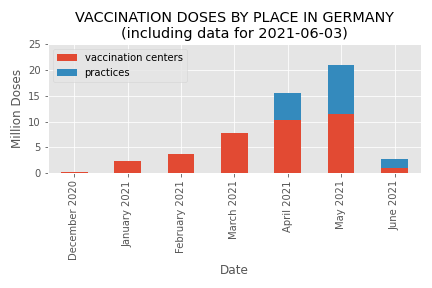 VACCINATION DOSES BY PLACE IN GERMANY
(including data for 2021-06-03)
Million Doses
25
20
15
10
5
0
vaccination centers
practices
December 2020
January 2021
February 2021
March 2021
April 2021
May 2021
June 2021
Date